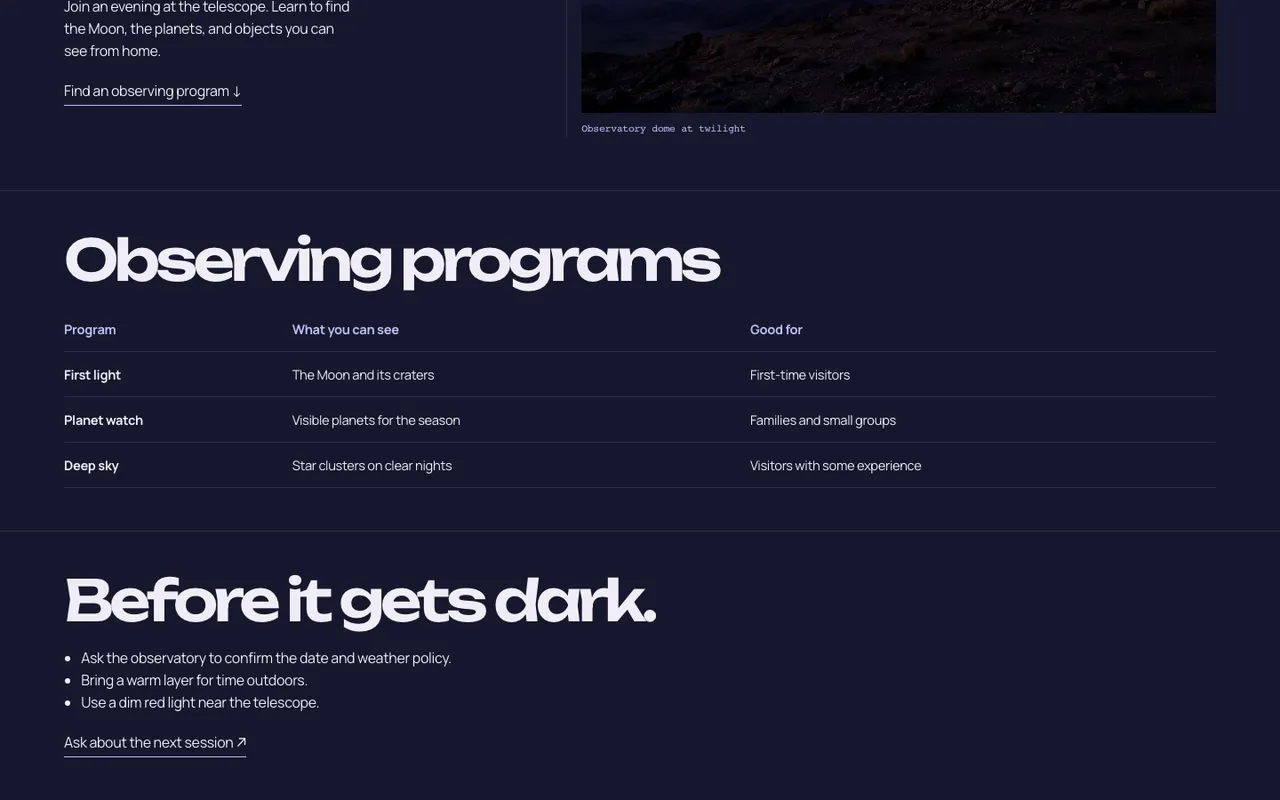 Join an evening at the telescope. Learn to find
the Moon, the planets, and objects you can
see from home.
Find an observing program ↓
Observatory dome at twilight
Observing programs
Program What you can see Good for
First light The Moon and its craters First-time visitors
Planet watch Visible planets for the season Families and small groups
Deep sky Star clusters on clear nights Visitors with some experience
Before it gets dark.
• Ask the observatory to confirm the date and weather policy.
• Bring a warm layer for time outdoors.
• Use a dim red light near the telescope.
Ask about the next session ↗